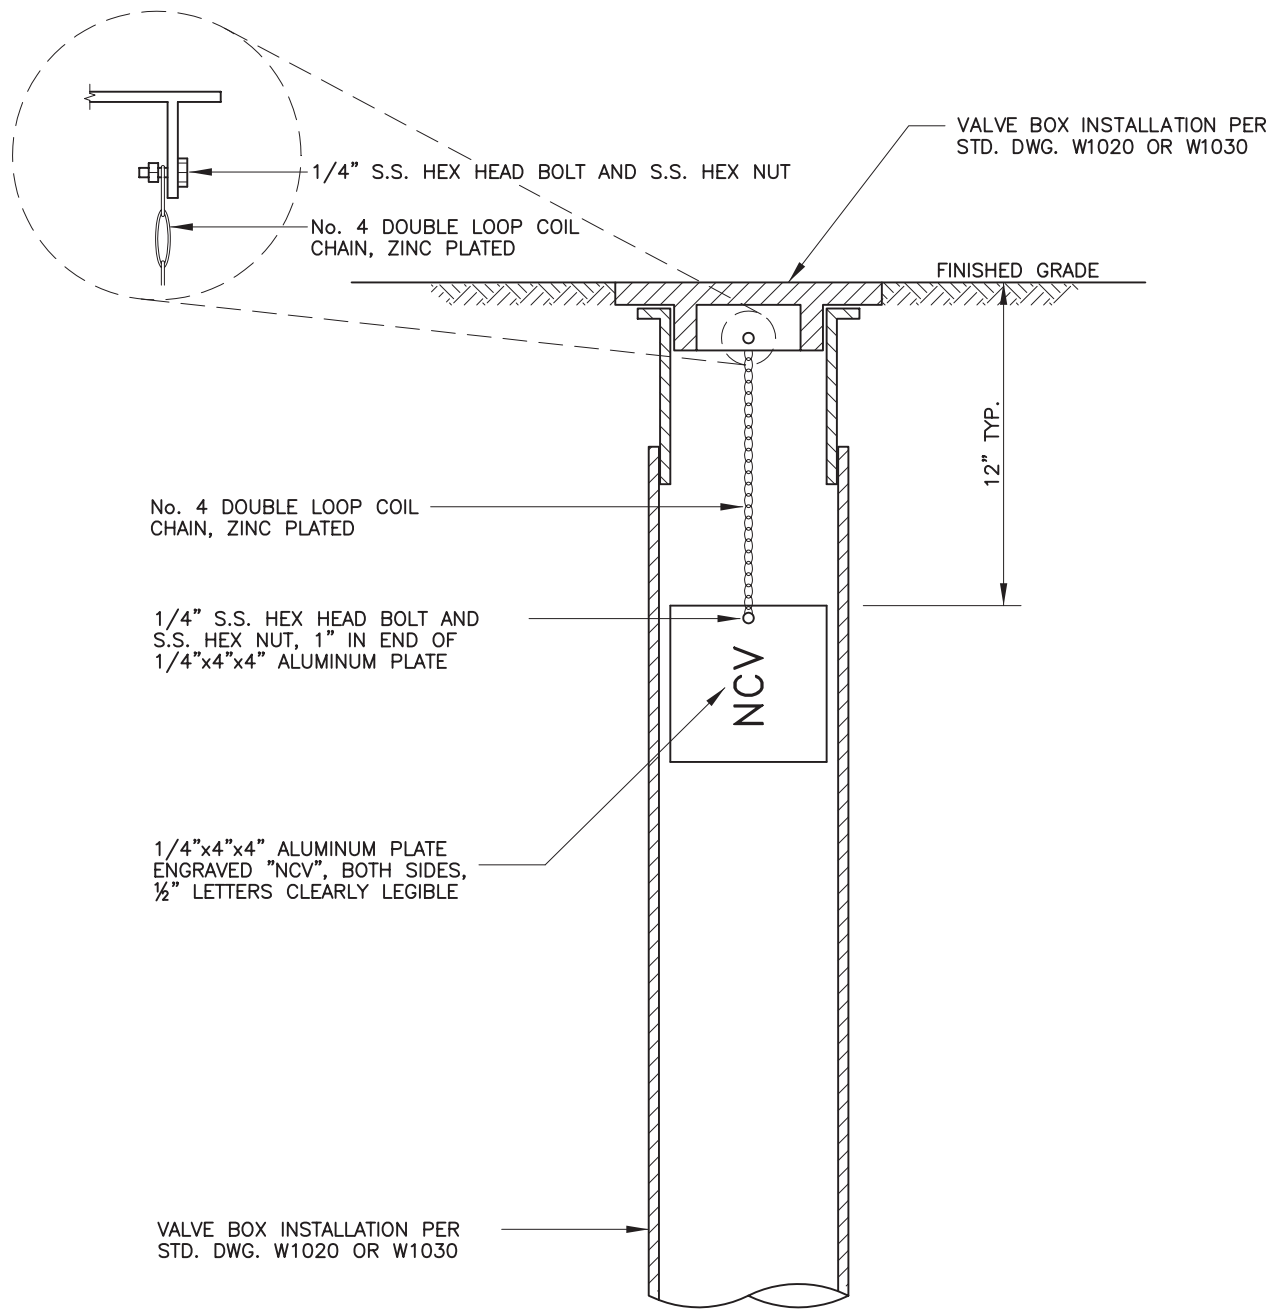 VALVE BOX INSTALLATION PER
STD. DWG. W1020 OR W1030
1/4" S.S. HEX HEAD BOLT AND S.S. HEX NUT
No. 4 DOUBLE LOOP COIL
CHAIN, ZINC PLATED
FINISHED GRADE
12" TYP.
No. 4 DOUBLE LOOP COIL
CHAIN, ZINC PLATED
1/4" S.S. HEX HEAD BOLT AND
S.S. HEX NUT, 1" IN END OF
1/4"x4"x4" ALUMINUM PLATE
NCV
1/4"x4"x4" ALUMINUM PLATE
ENGRAVED "NCV", BOTH SIDES,
½" LETTERS CLEARLY LEGIBLE
VALVE BOX INSTALLATION PER
STD. DWG. W1020 OR W1030